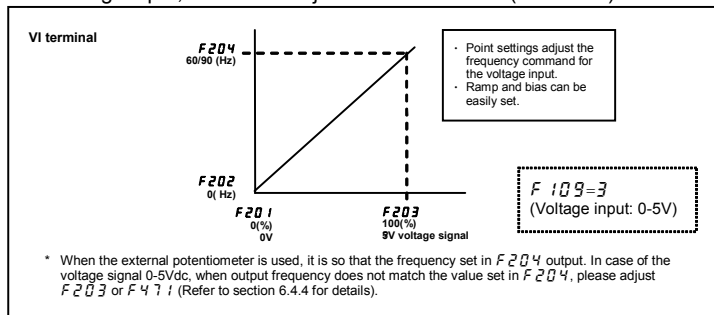 VI terminal
F204
60/90 (Hz)
· Point settings adjust the
frequency command for
the voltage input.
· Ramp and bias can be
easily set.
F202
0( Hz)
F201
0(%)
0V
F203
100(%)
V voltage signal
F109=3
(Voltage input: 0-5V)
* When the external potentiometer is used, it is so that the frequency set in F204 output. In case of the
voltage signal 0-5Vdc, when output frequency does not match the value set in F204, please adjust
F203 or F471 (Refer to section 6.4.4 for details).